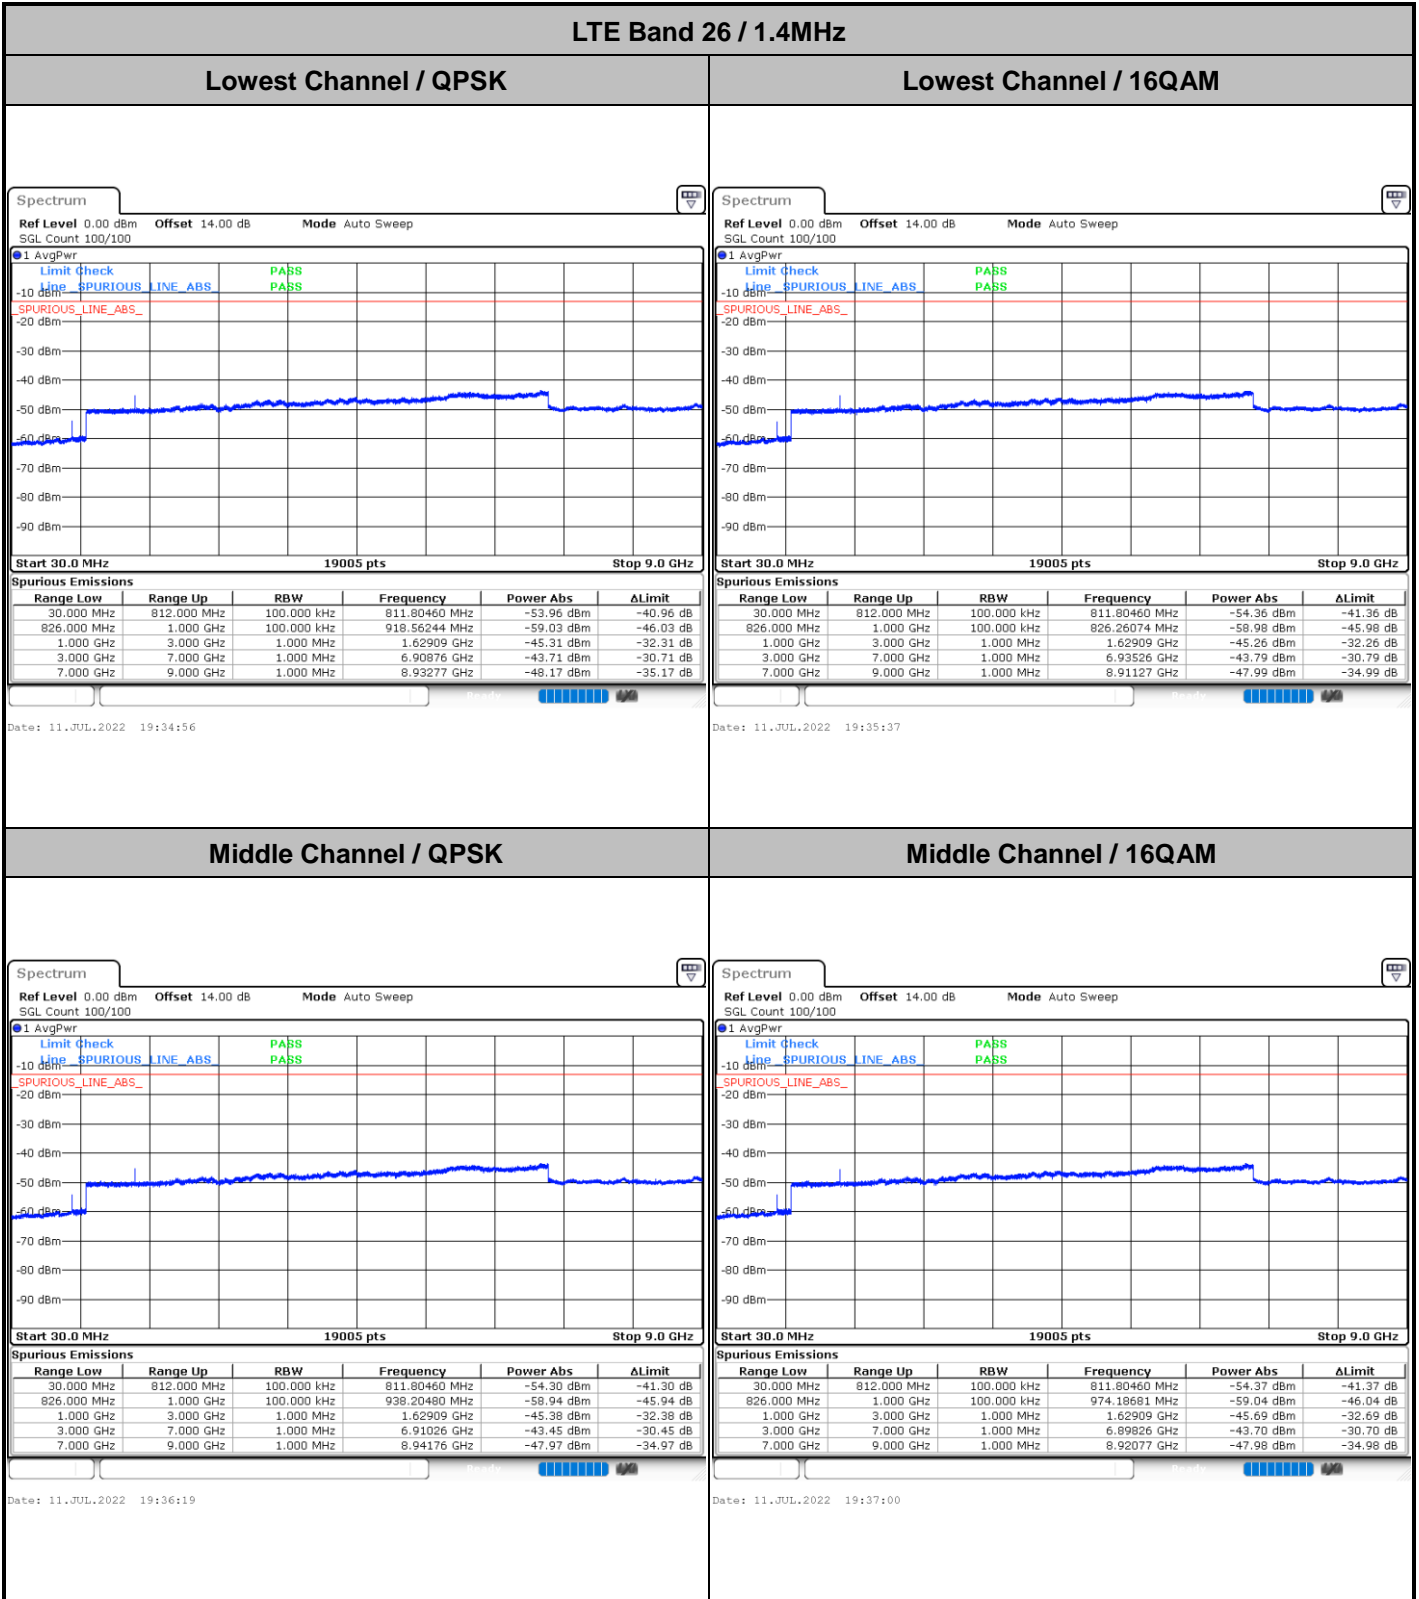 LTE Band 26 / 1.4MHz
Lowest Channel / QPSK
Lowest Channel / 16QAM
Spectrum
Ref Level 0.00 dBm Offset 14.00 dB Mode Auto Sweep
SGL Count 100/100
1 AvgPwr
Limit Check PASS
Line _SPURIOUS_LINE_ABS_ PASS
-10 dBm
_SPURIOUS_LINE_ABS_
-20 dBm
-30 dBm
-40 dBm
-50 dBm
-60 dBm
-70 dBm
-80 dBm
-90 dBm
Start 30.0 MHz 19005 pts Stop 9.0 GHz
Spurious Emissions
Range Low Range Up RBW Frequency Power Abs ΔLimit
30.000 MHz 812.000 MHz 100.000 kHz 811.80460 MHz -53.96 dBm -40.96 dB
826.000 MHz 1.000 GHz 100.000 kHz 918.56244 MHz -59.03 dBm -46.03 dB
1.000 GHz 3.000 GHz 1.000 MHz 1.62909 GHz -45.31 dBm -32.31 dB
3.000 GHz 7.000 GHz 1.000 MHz 6.90876 GHz -43.71 dBm -30.71 dB
7.000 GHz 9.000 GHz 1.000 MHz 8.93277 GHz -48.17 dBm -35.17 dB
Ready
Date: 11.JUL.2022 19:34:56
Spectrum
Ref Level 0.00 dBm Offset 14.00 dB Mode Auto Sweep
SGL Count 100/100
1 AvgPwr
Limit Check PASS
Line _SPURIOUS_LINE_ABS_ PASS
-10 dBm
_SPURIOUS_LINE_ABS_
-20 dBm
-30 dBm
-40 dBm
-50 dBm
-60 dBm
-70 dBm
-80 dBm
-90 dBm
Start 30.0 MHz 19005 pts Stop 9.0 GHz
Spurious Emissions
Range Low Range Up RBW Frequency Power Abs ΔLimit
30.000 MHz 812.000 MHz 100.000 kHz 811.80460 MHz -54.36 dBm -41.36 dB
826.000 MHz 1.000 GHz 100.000 kHz 826.26074 MHz -58.98 dBm -45.98 dB
1.000 GHz 3.000 GHz 1.000 MHz 1.62909 GHz -45.26 dBm -32.26 dB
3.000 GHz 7.000 GHz 1.000 MHz 6.93526 GHz -43.79 dBm -30.79 dB
7.000 GHz 9.000 GHz 1.000 MHz 8.91127 GHz -47.99 dBm -34.99 dB
Ready
Date: 11.JUL.2022 19:35:37
Middle Channel / QPSK
Middle Channel / 16QAM
Spectrum
Ref Level 0.00 dBm Offset 14.00 dB Mode Auto Sweep
SGL Count 100/100
1 AvgPwr
Limit Check PASS
Line _SPURIOUS_LINE_ABS_ PASS
-10 dBm
_SPURIOUS_LINE_ABS_
-20 dBm
-30 dBm
-40 dBm
-50 dBm
-60 dBm
-70 dBm
-80 dBm
-90 dBm
Start 30.0 MHz 19005 pts Stop 9.0 GHz
Spurious Emissions
Range Low Range Up RBW Frequency Power Abs ΔLimit
30.000 MHz 812.000 MHz 100.000 kHz 811.80460 MHz -54.30 dBm -41.30 dB
826.000 MHz 1.000 GHz 100.000 kHz 938.20480 MHz -58.94 dBm -45.94 dB
1.000 GHz 3.000 GHz 1.000 MHz 1.62909 GHz -45.38 dBm -32.38 dB
3.000 GHz 7.000 GHz 1.000 MHz 6.91026 GHz -43.45 dBm -30.45 dB
7.000 GHz 9.000 GHz 1.000 MHz 8.94176 GHz -47.97 dBm -34.97 dB
Ready
Date: 11.JUL.2022 19:36:19
Spectrum
Ref Level 0.00 dBm Offset 14.00 dB Mode Auto Sweep
SGL Count 100/100
1 AvgPwr
Limit Check PASS
Line _SPURIOUS_LINE_ABS_ PASS
-10 dBm
_SPURIOUS_LINE_ABS_
-20 dBm
-30 dBm
-40 dBm
-50 dBm
-60 dBm
-70 dBm
-80 dBm
-90 dBm
Start 30.0 MHz 19005 pts Stop 9.0 GHz
Spurious Emissions
Range Low Range Up RBW Frequency Power Abs ΔLimit
30.000 MHz 812.000 MHz 100.000 kHz 811.80460 MHz -54.37 dBm -41.37 dB
826.000 MHz 1.000 GHz 100.000 kHz 974.18681 MHz -59.04 dBm -46.04 dB
1.000 GHz 3.000 GHz 1.000 MHz 1.62909 GHz -45.69 dBm -32.69 dB
3.000 GHz 7.000 GHz 1.000 MHz 6.89826 GHz -43.70 dBm -30.70 dB
7.000 GHz 9.000 GHz 1.000 MHz 8.92077 GHz -47.98 dBm -34.98 dB
Ready
Date: 11.JUL.2022 19:37:00